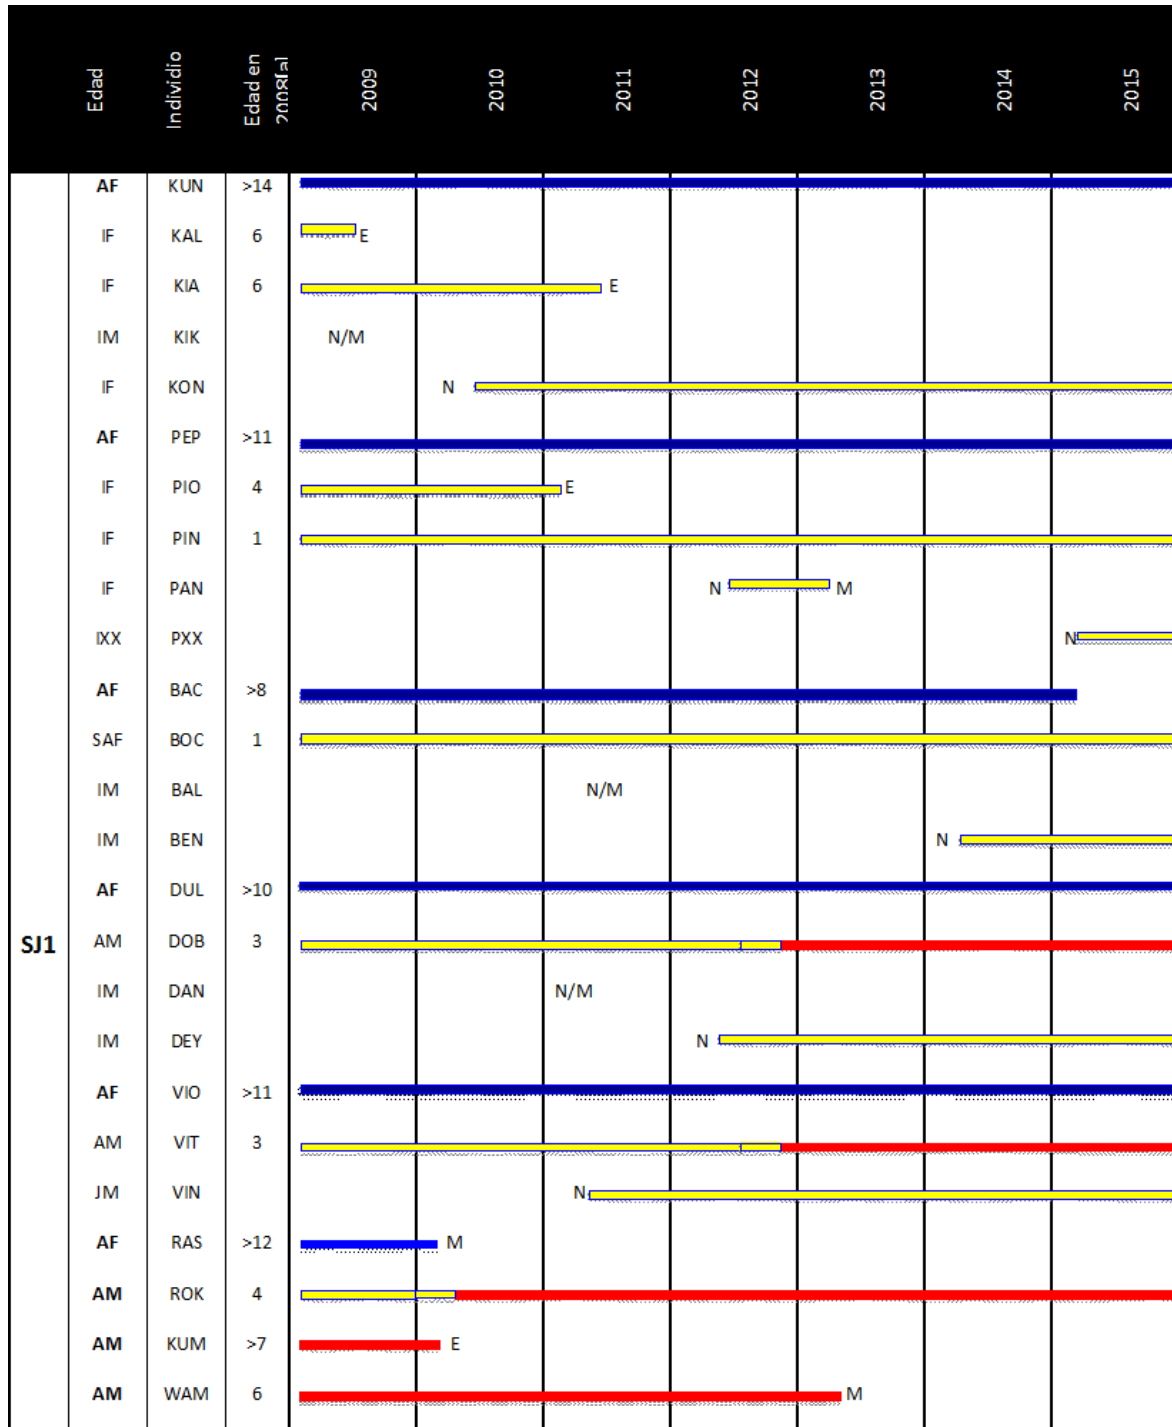 Edad Individio Edad en 2008[a] 2009 2010 2011 2012 2013 2014 2015
AF KUN >14
IF KAL 6 E
IF KIA 6 E
IM KIK N/M
IF KON N
AF PEP >11
IF PIO 4 E
IF PIN 1
IF PAN N M
IXX PXX N
AF BAC >8
SAF BOC 1
IM BAL N/M
IM BEN N
AF DUL >10
SJ1 AM DOB 3
IM DAN N/M
IM DEY N
AF VIO >11
AM VIT 3
JM VIN N
AF RAS >12 M
AM ROK 4
AM KUM >7 E
AM WAM 6 M